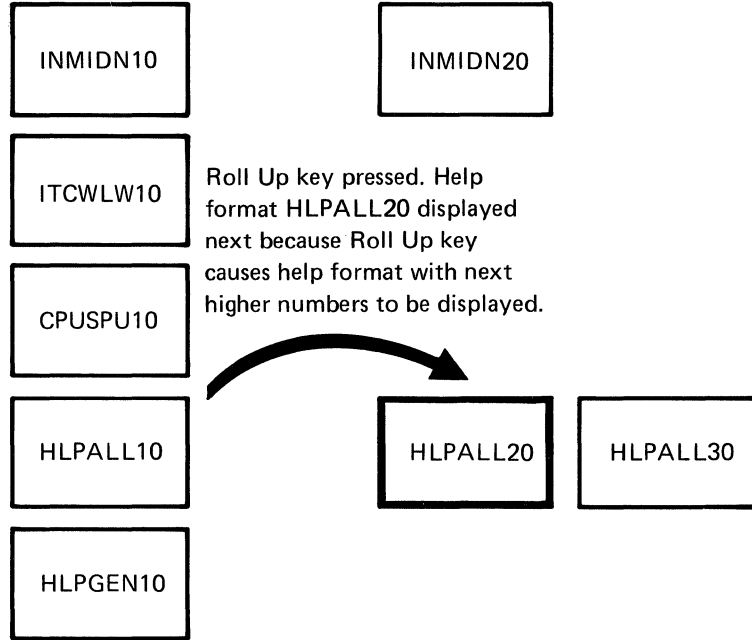 INMIDN10
INMIDN20
ITCWLW10
Roll Up key pressed. Help
format HLPALL20 displayed
next because Roll Up key
causes help format with next
higher numbers to be displayed.
CPUSPU10
HLPALL10
HLPALL20
HLPALL30
HLPGEN10